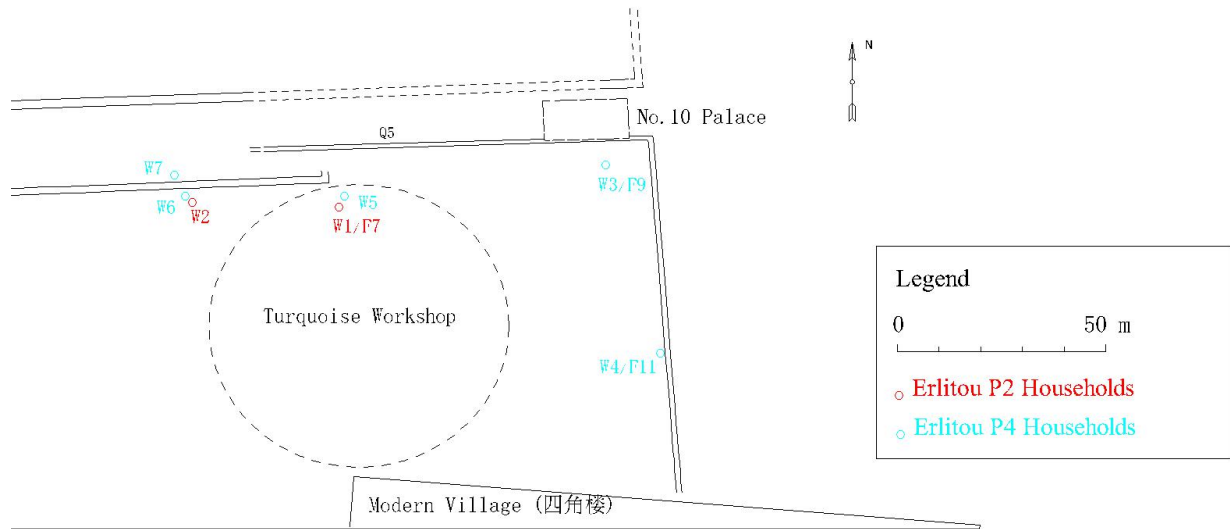 N
No.10 Palace
Q5
W7
W3/F9
W6
W2
W5
W1/F7
Turquoise Workshop
W4/F11
Modern Village (四角楼)
Legend
0 50 m
Erlitou P2 Households
Erlitou P4 Households